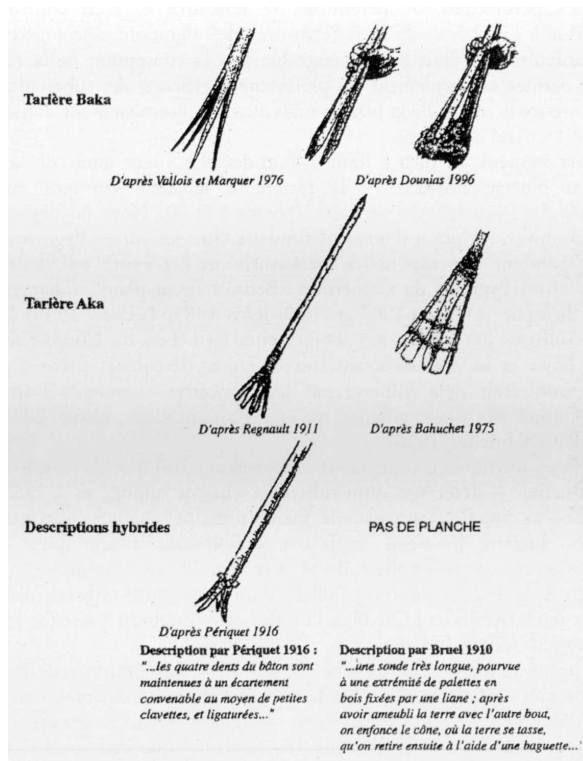 Tarière Baka
D'après Vallois et Marquer 1976
D'après Dounias 1996
Tarière Aka
D'après Regnault 1911
D'après Bahuchet 1975
Descriptions hybrides
PAS DE PLANCHE
D'après Périquet 1916
Description par Périquet 1916 :
"...les quatre dents du bâton sont
maintenues à un écartement
convenable au moyen de petites
clavettes, et ligaturées..."
Description par Bruel 1910
"...une sonde très longue, pourvue
à une extrémité de palettes en
bois fixées par une liane ; après
avoir ameubli la terre avec l'autre bout,
on enfonce le cône, où la terre se tasse,
qu'on retire ensuite à l'aide d'une baguette..."